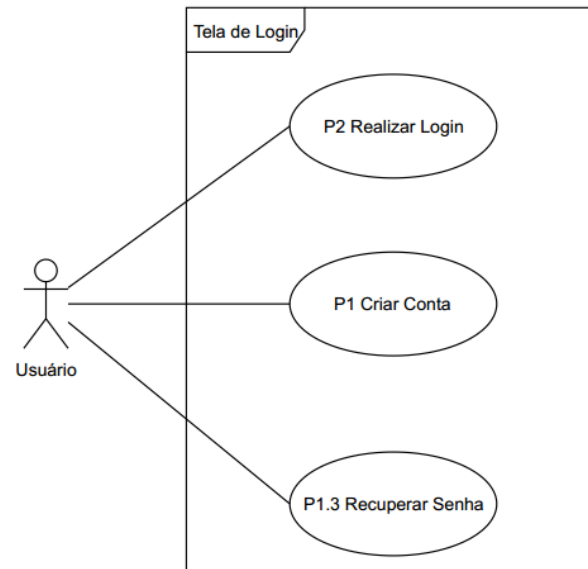 Tela de Login
P2 Realizar Login
P1 Criar Conta
Usuário
P1.3 Recuperar Senha